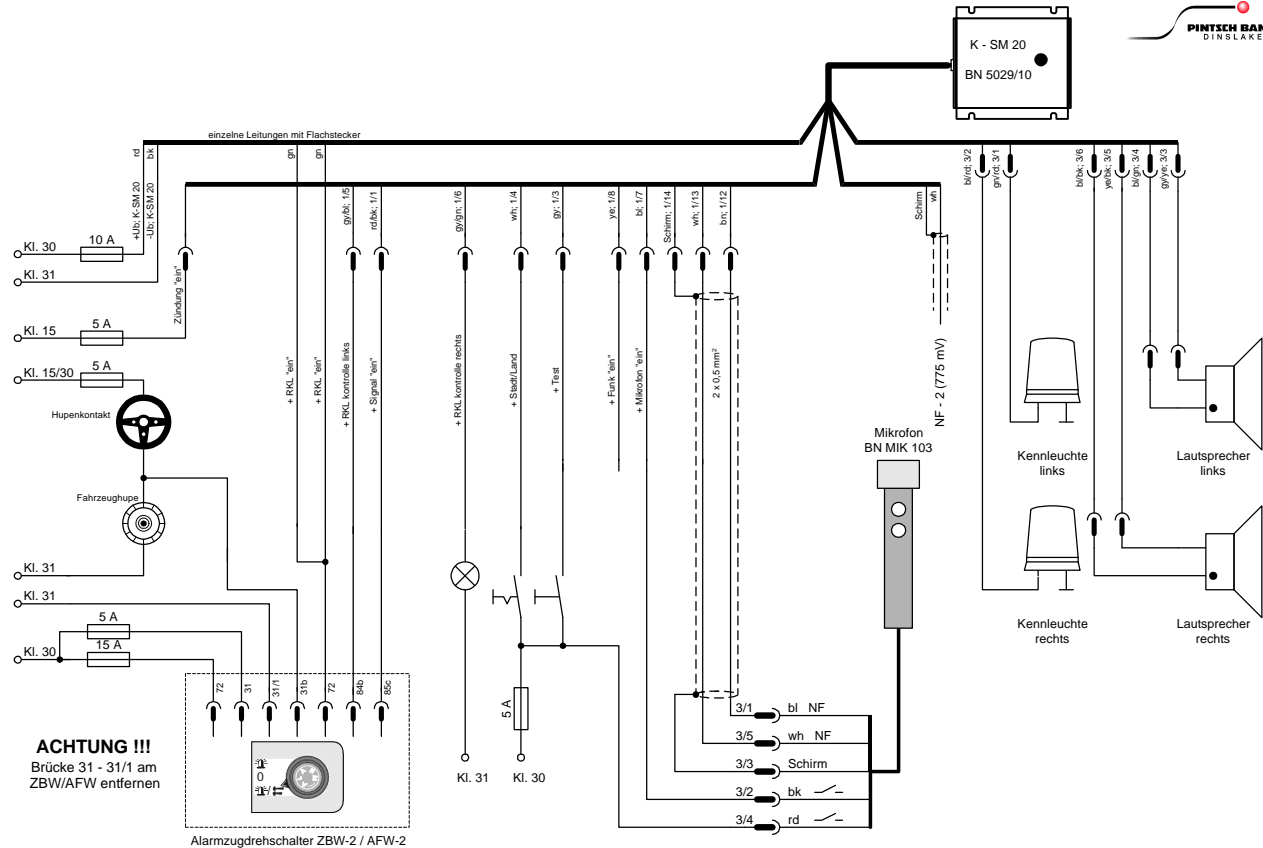 K - SM 20
BN 5029/10
PINTSCH BAM
DINSLAKE
einzelne Leitungen mit Flachstecker
rd
bk
gn
gn
+Ub; K-SM 20
-Ub; K-SM 20
Kl. 30
10 A
Kl. 31
Zündung "ein"
Kl. 15
5 A
Kl. 15/30
5 A
Hupenkontakt
Fahrzeughupe
Kl. 31
Kl. 31
5 A
Kl. 30
15 A
gy/bl; 1/5
rd/bk; 1/1
gy/gn; 1/6
wh; 1/4
gy; 1/3
ye; 1/8
bl; 1/7
Schirm; 1/14
wh; 1/13
bn; 1/12
Schirm
wh
bl/rd; 3/2
gn/rd; 3/1
bl/bk; 3/6
ye/bk; 3/5
bl/gn; 3/4
gy/ye; 3/3
+ RKL "ein"
+ RKL "ein"
+ RKL kontrolle links
+ Signal "ein"
+ RKL kontrolle rechts
+ Stadt/Land
+ Test
+ Funk "ein"
+ Mikrofon "ein"
2 x 0,5 mm²
NF - 2 (775 mV)
Mikrofon
BN MIK 103
Kennleuchte
links
Lautsprecher
links
Kennleuchte
rechts
Lautsprecher
rechts
72
31
31/1
31b
72
84b
85c
5 A
Kl. 31
Kl. 30
3/1 bl NF
3/5 wh NF
3/3 Schirm
3/2 bk
3/4 rd
ACHTUNG !!!
Brücke 31 - 31/1 am
ZBW/AFW entfernen
0
/
Alarmzugdrehschalter ZBW-2 / AFW-2